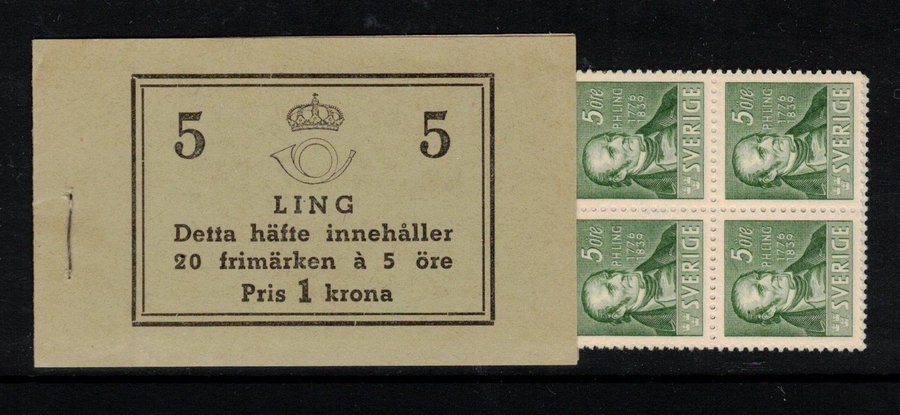 5 5
LING
Detta häfte innehåller
20 frimärken à 5 öre
Pris 1 krona
5 öre
P.H.LING
1776
1839
SVERIGE
5 öre
P.H.LING
1776
1839
SVERIGE
5 öre
P.H.LING
1776
1839
SVERIGE
5 öre
P.H.LING
1776
1839
SVERIGE